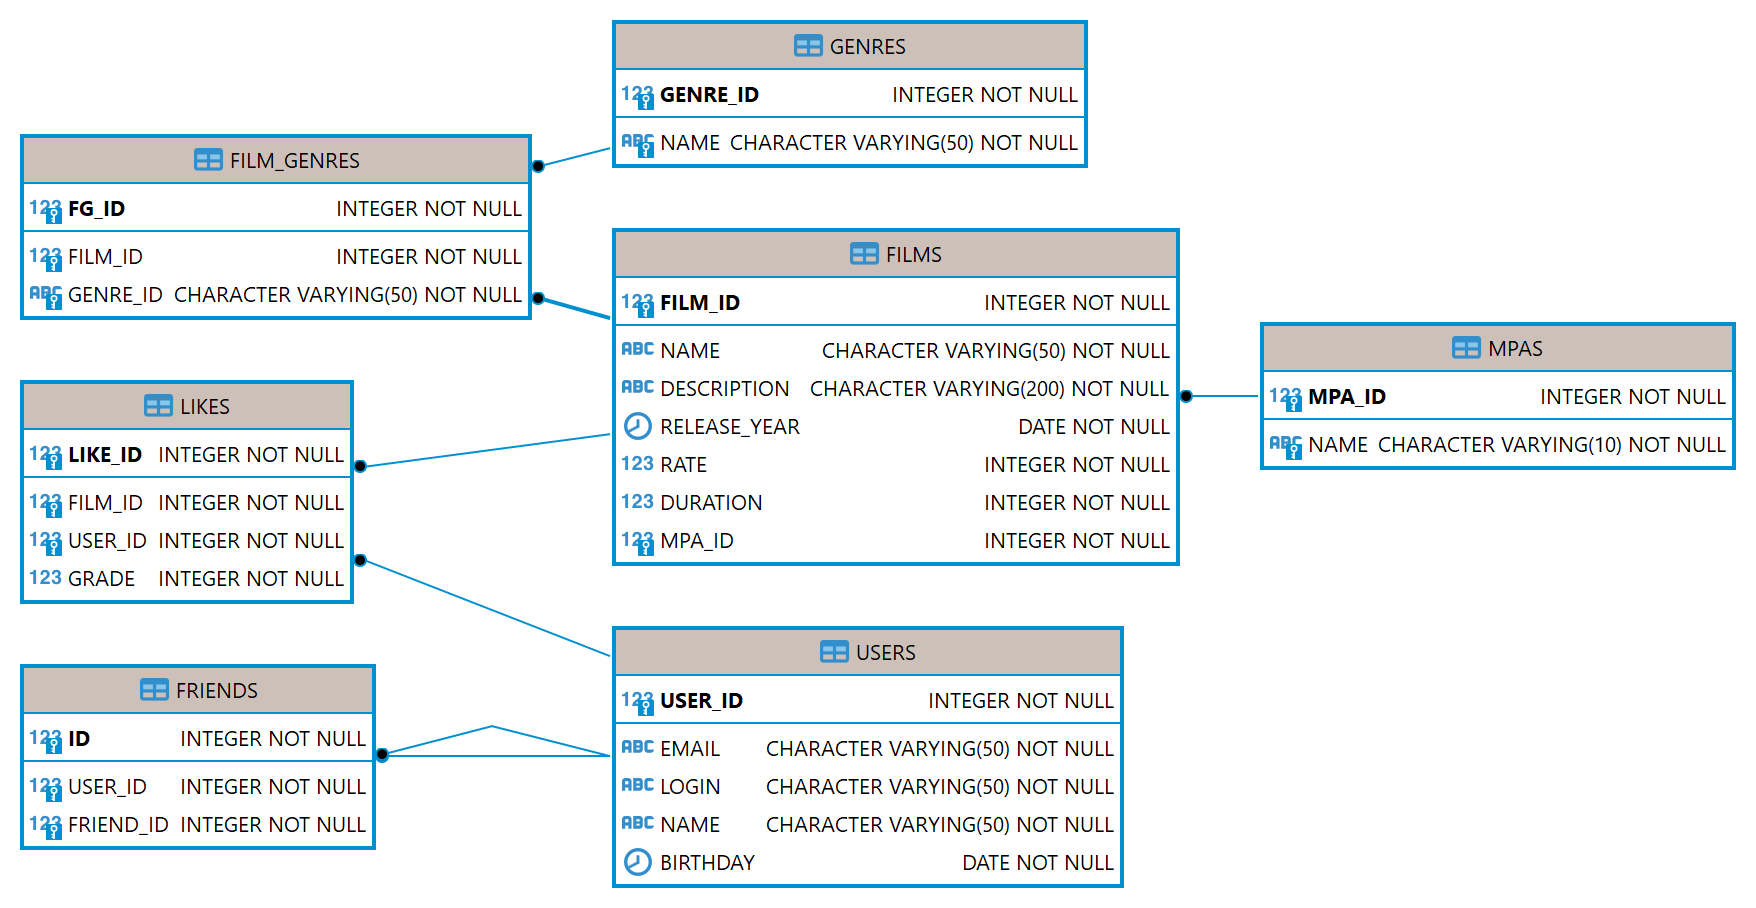 GENRES
123 GENRE_ID INTEGER NOT NULL
ABC NAME CHARACTER VARYING(50) NOT NULL
FILM_GENRES
123 FG_ID INTEGER NOT NULL
123 FILM_ID INTEGER NOT NULL
ABC GENRE_ID CHARACTER VARYING(50) NOT NULL
FILMS
123 FILM_ID INTEGER NOT NULL
ABC NAME CHARACTER VARYING(50) NOT NULL
ABC DESCRIPTION CHARACTER VARYING(200) NOT NULL
RELEASE_YEAR DATE NOT NULL
123 RATE INTEGER NOT NULL
123 DURATION INTEGER NOT NULL
123 MPA_ID INTEGER NOT NULL
MPAS
123 MPA_ID INTEGER NOT NULL
ABC NAME CHARACTER VARYING(10) NOT NULL
LIKES
123 LIKE_ID INTEGER NOT NULL
123 FILM_ID INTEGER NOT NULL
123 USER_ID INTEGER NOT NULL
123 GRADE INTEGER NOT NULL
USERS
123 USER_ID INTEGER NOT NULL
ABC EMAIL CHARACTER VARYING(50) NOT NULL
ABC LOGIN CHARACTER VARYING(50) NOT NULL
ABC NAME CHARACTER VARYING(50) NOT NULL
BIRTHDAY DATE NOT NULL
FRIENDS
123 ID INTEGER NOT NULL
123 USER_ID INTEGER NOT NULL
123 FRIEND_ID INTEGER NOT NULL